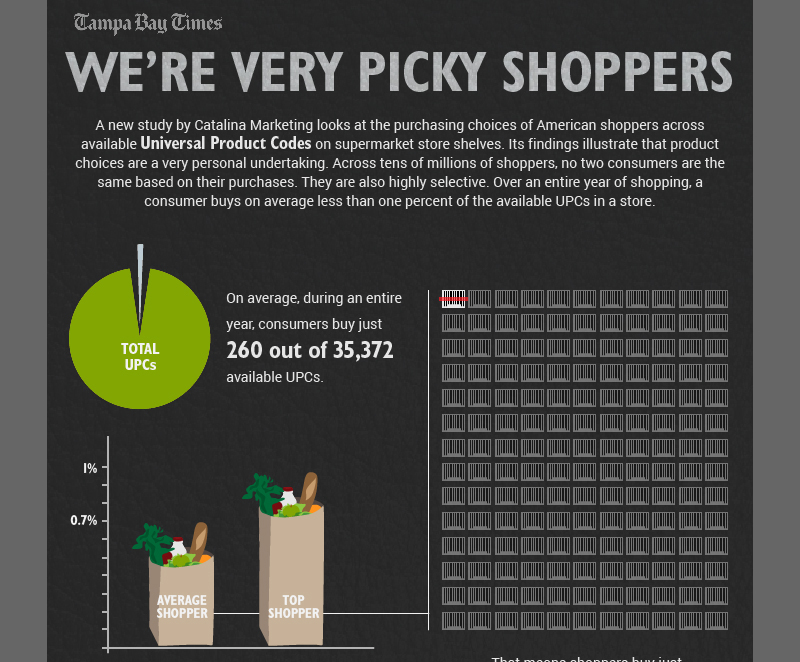 Tampa Bay Times
WE'RE VERY PICKY SHOPPERS
A new study by Catalina Marketing looks at the purchasing choices of American shoppers across
available Universal Product Codes on supermarket store shelves. Its findings illustrate that product
choices are a very personal undertaking. Across tens of millions of shoppers, no two consumers are the
same based on their purchases. They are also highly selective. Over an entire year of shopping, a
consumer buys on average less than one percent of the available UPCs in a store.
TOTAL
UPCs
On average, during an entire
year, consumers buy just
260 out of 35,372
available UPCs.
1%
0.7%
AVERAGE
SHOPPER
TOP
SHOPPER
That means shoppers buy just